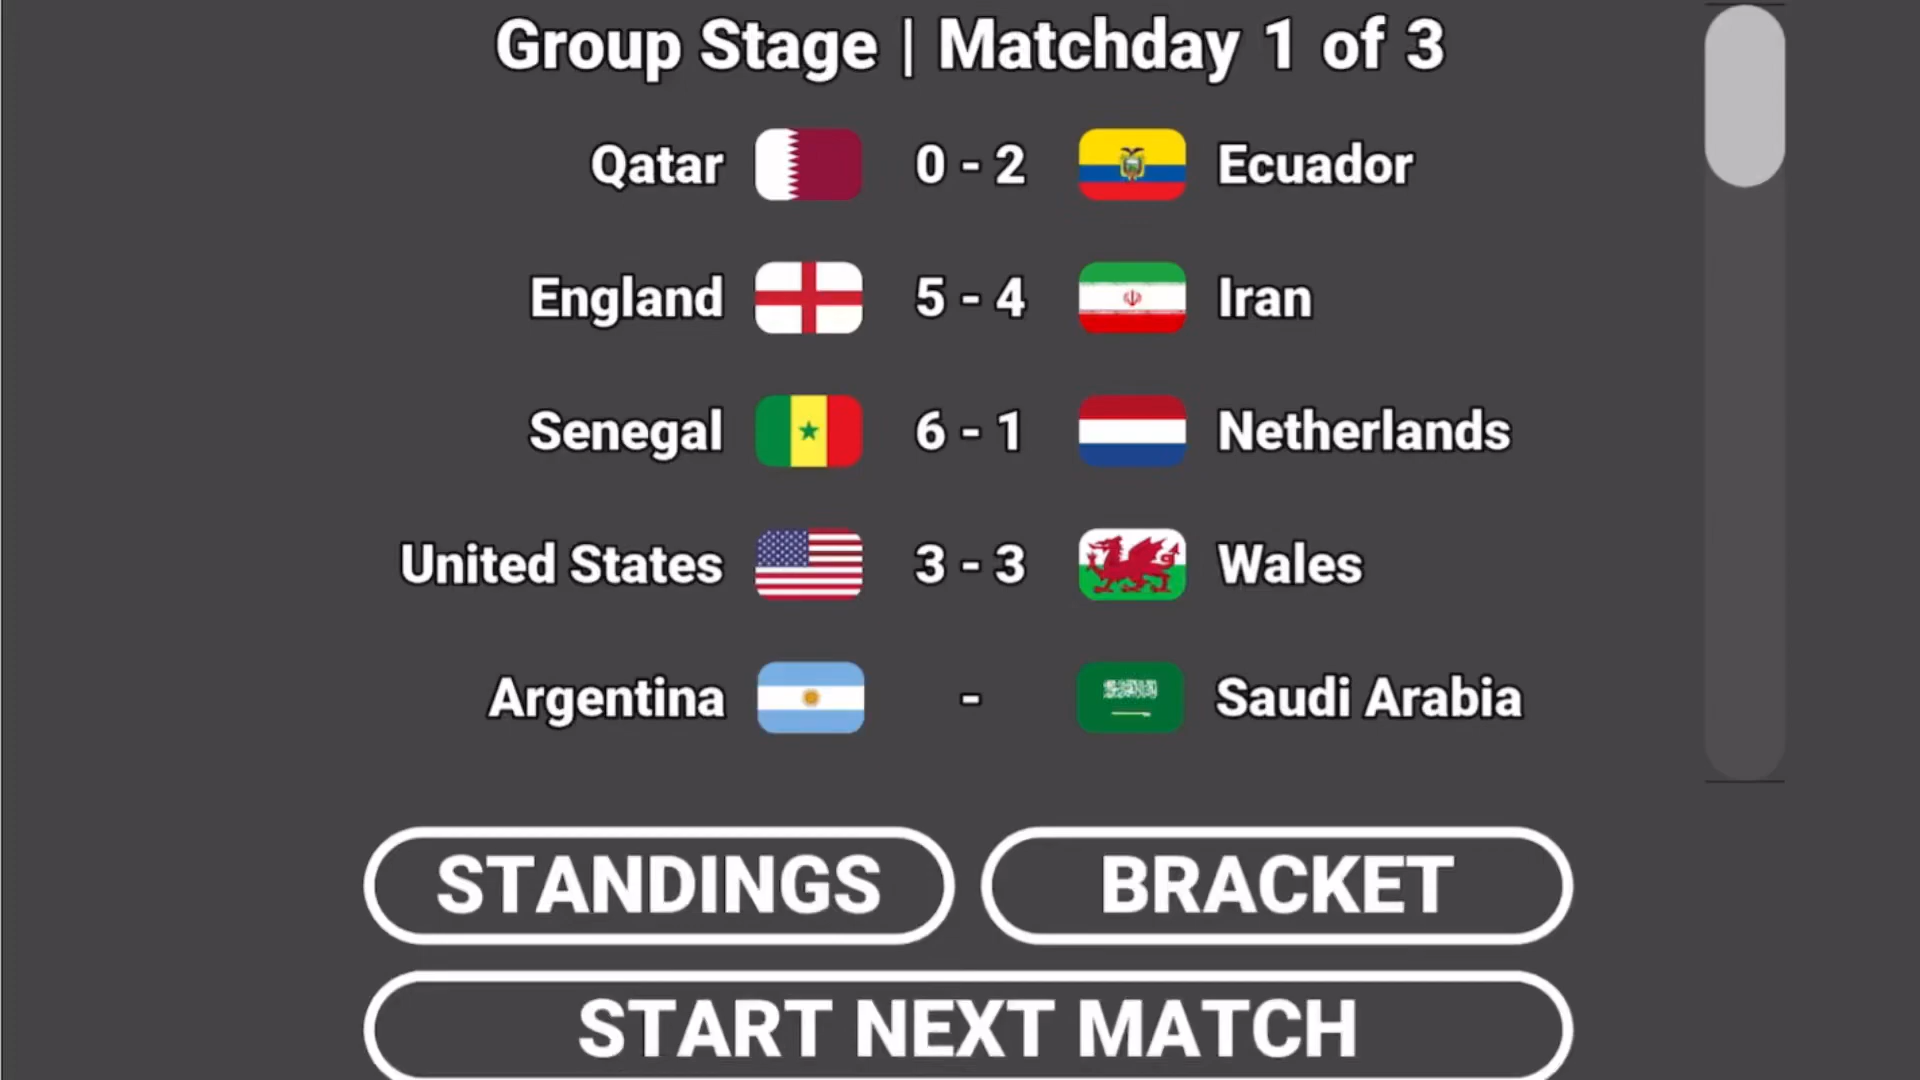 Group Stage | Matchday 1 of 3
Qatar 0 - 2 Ecuador
England 5 - 4 Iran
Senegal 6 - 1 Netherlands
United States 3 - 3 Wales
Argentina - Saudi Arabia
STANDINGS BRACKET
START NEXT MATCH